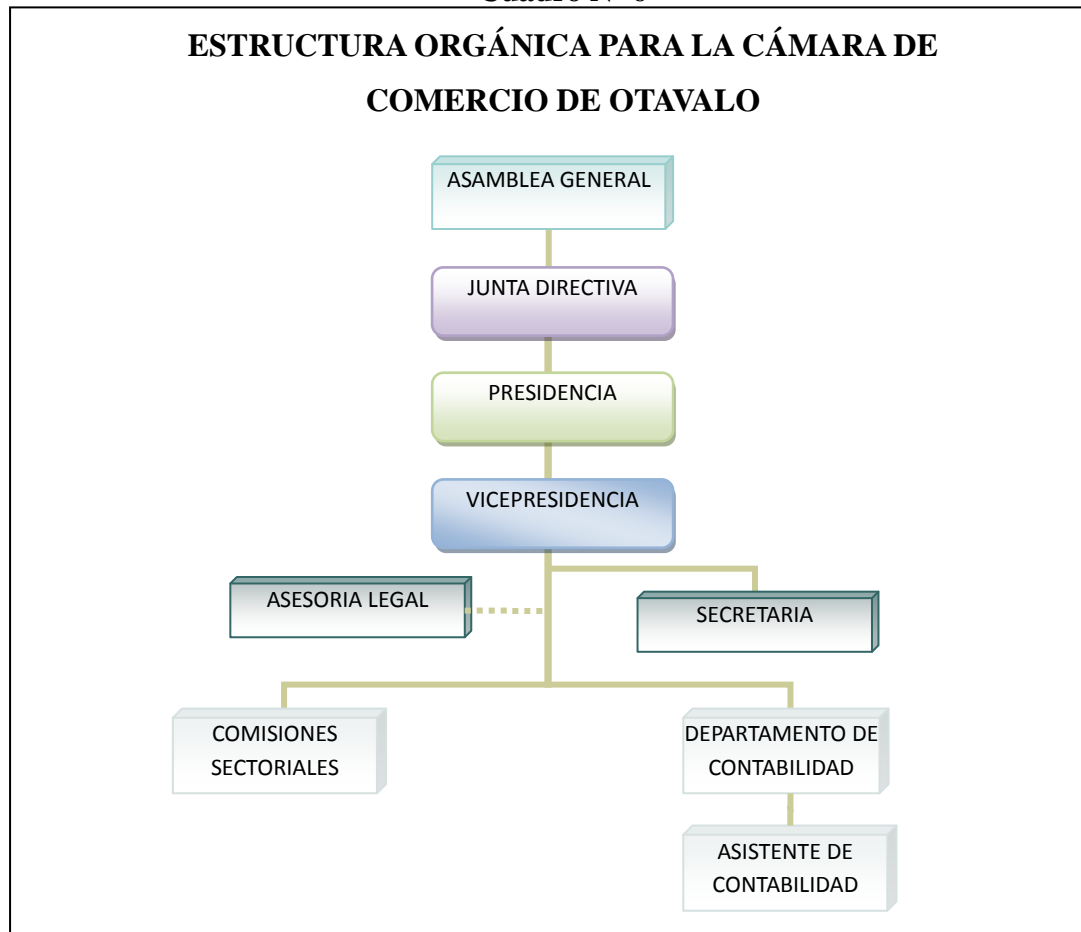 ESTRUCTURA ORGÁNICA PARA LA CÁMARA DE
COMERCIO DE OTAVALO
ASAMBLEA GENERAL
JUNTA DIRECTIVA
PRESIDENCIA
VICEPRESIDENCIA
ASESORIA LEGAL
SECRETARIA
COMISIONES
SECTORIALES
DEPARTAMENTO DE
CONTABILIDAD
ASISTENTE DE
CONTABILIDAD